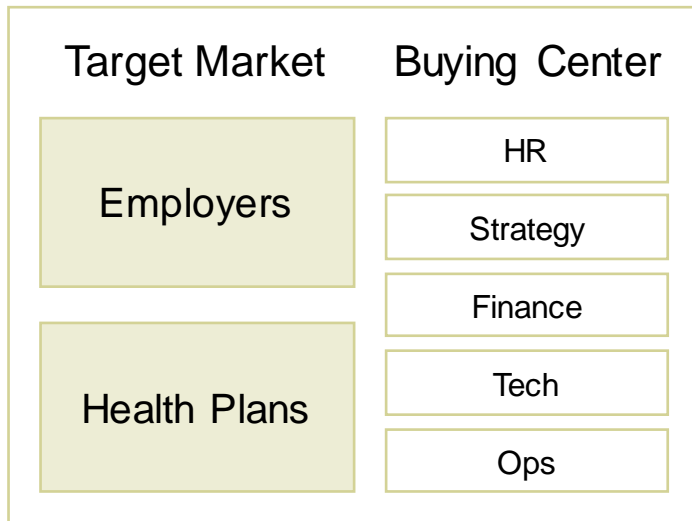 Target Market
Buying Center
Employers
Health Plans
HR
Strategy
Finance
Tech
Ops